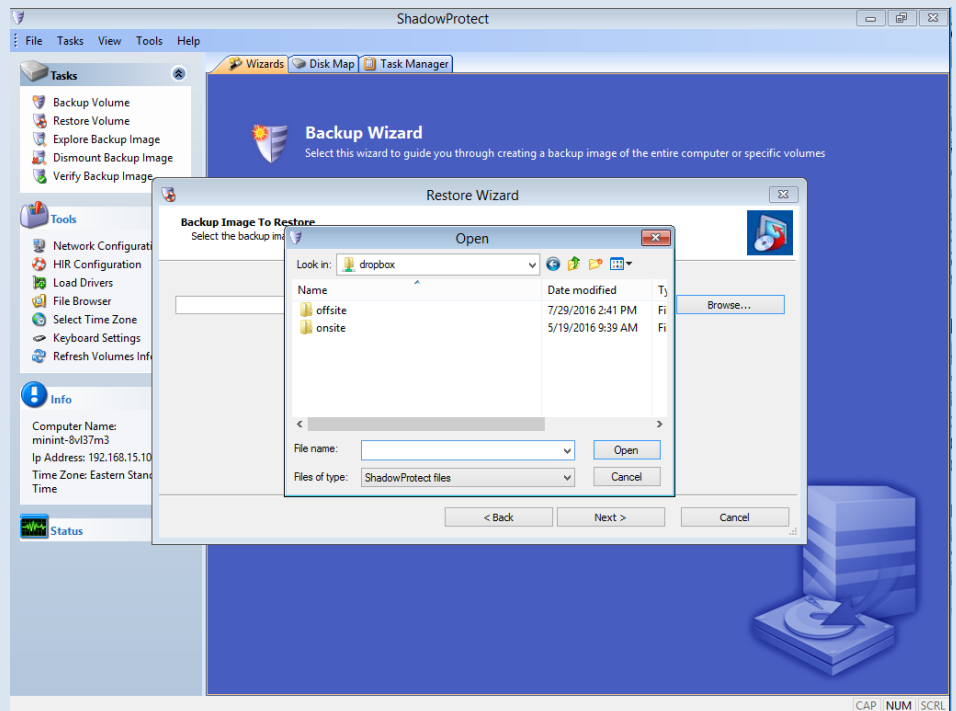 ShadowProtect
File Tasks View Tools Help
Wizards Disk Map Task Manager
Tasks
Backup Volume
Restore Volume
Explore Backup Image
Dismount Backup Image
Verify Backup Image
Tools
Network Configurati
HIR Configuration
Load Drivers
File Browser
Select Time Zone
Keyboard Settings
Refresh Volumes Inf
Info
Computer Name:
minint-8vl37m3
Ip Address: 192.168.15.10
Time Zone: Eastern Stand
Time
Status
Backup Wizard
Select this wizard to guide you through creating a backup image of the entire computer or specific volumes
Restore Wizard
Backup Image To Restore
Select the backup ima
Browse...
Open
Look in: dropbox
Name Date modified Ty
offsite 7/29/2016 2:41 PM Fi
onsite 5/19/2016 9:39 AM Fi
File name: Open
Files of type: ShadowProtect files Cancel
< Back Next > Cancel
CAP NUM SCRL